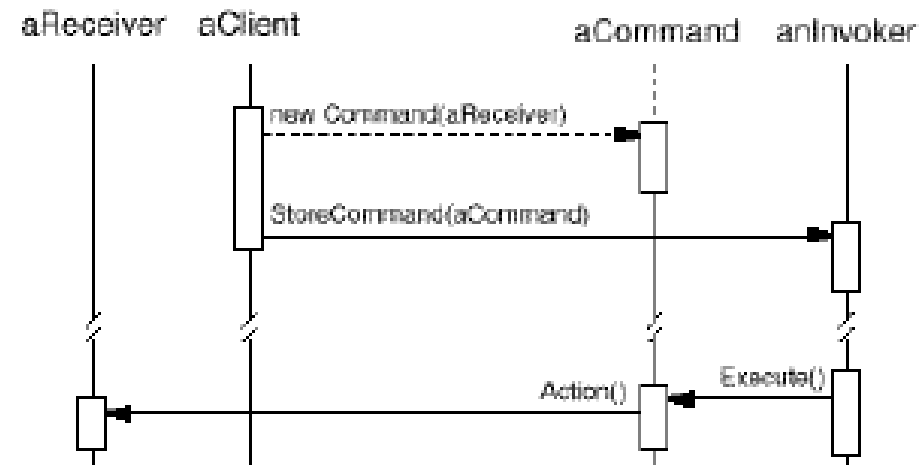 aReceiver aClient aCommand anInvoker
new Command(aReceiver)
StoreCommand(aCommand)
Execute()
Action()